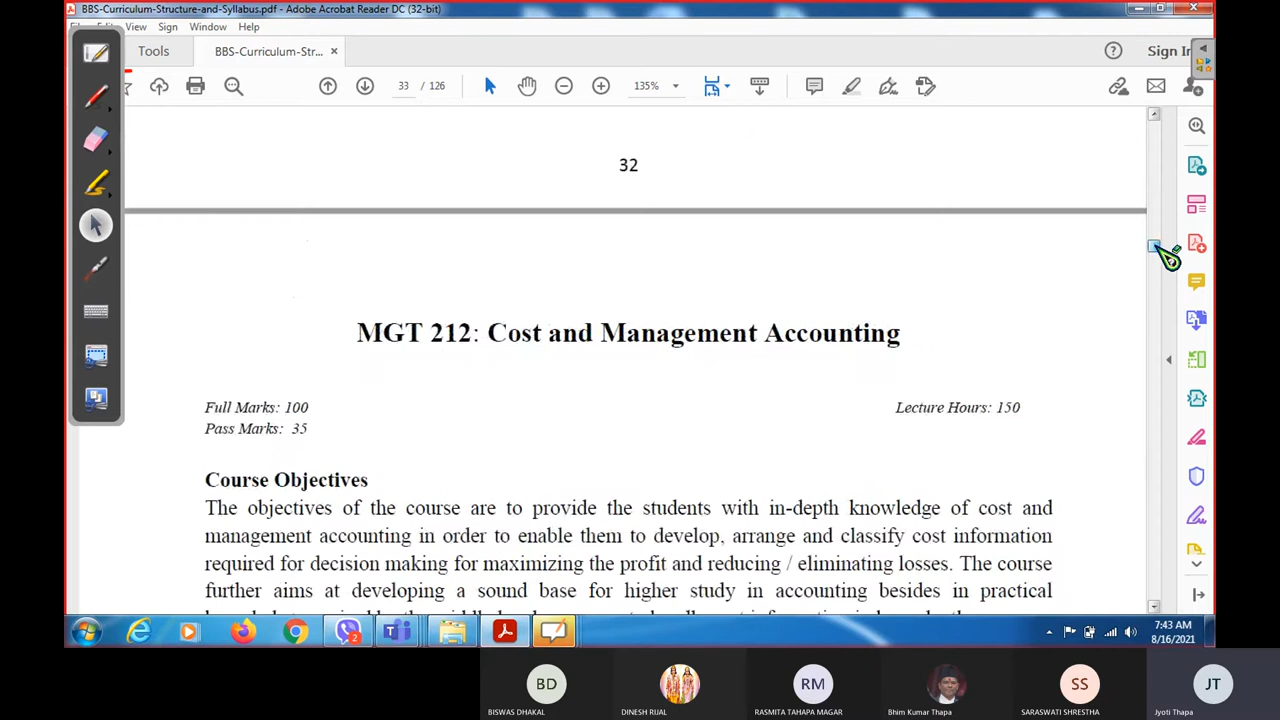 BBS-Curriculum-Structure-and-Syllabus.pdf - Adobe Acrobat Reader DC (32-bit)
View Sign Window Help
Tools BBS-Curriculum-Str... × Sign In
33 / 126 135%
32
MGT 212: Cost and Management Accounting
Full Marks: 100 Lecture Hours: 150
Pass Marks: 35
Course Objectives
The objectives of the course are to provide the students with in-depth knowledge of cost and
management accounting in order to enable them to develop, arrange and classify cost information
required for decision making for maximizing the profit and reducing / eliminating losses. The course
further aims at developing a sound base for higher study in accounting besides in practical
2
7:43 AM
8/16/2021
BD RM SS JT
BISWAS DHAKAL DINESH RIJAL RASMITA TAHAPA MAGAR Bhim Kumar Thapa SARASWATI SHRESTHA Jyoti Thapa